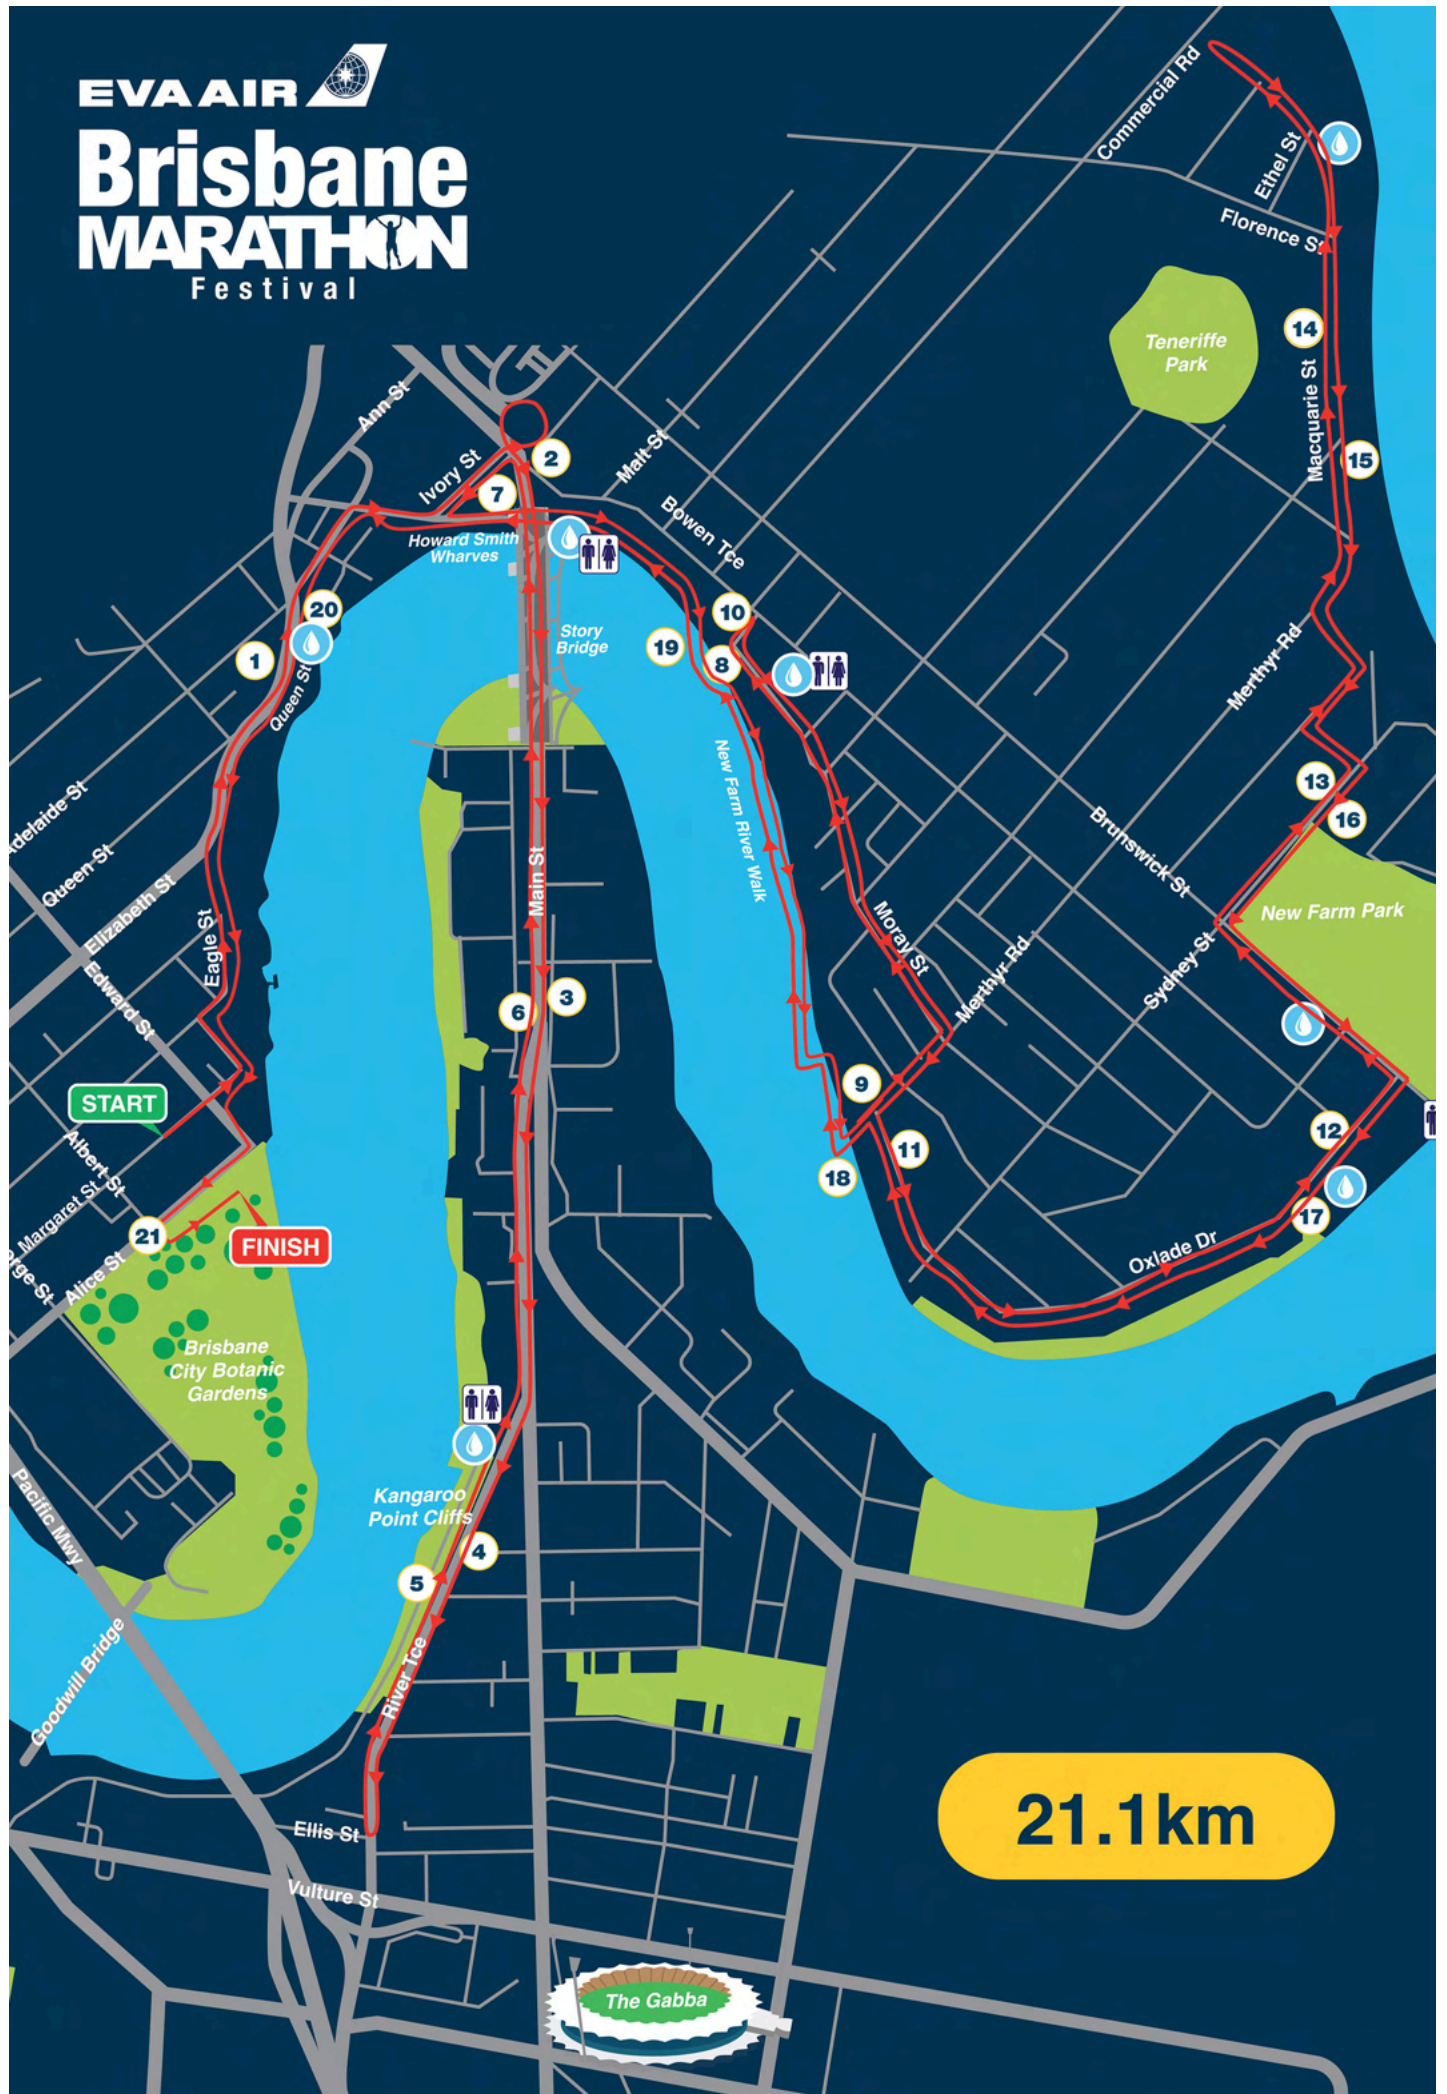 EVA AIR
Brisbane
MARATHON
Festival
Commercial Rd
Ethel St
Florence St
Teneriffe
Park
14
Macquarie St
15
Ann St
Ivory St
2
7
Malt St
Bowen Tce
Howard Smith
Wharves
Story
Bridge
20
1
Queen St
10
19
8
New Farm River Walk
Merthyr Rd
13
16
Brunswick St
New Farm Park
Sydney St
Adelaide St
Queen St
Elizabeth St
Eagle St
Edward St
Main St
6
3
Moray St
Merthyr Rd
9
11
18
12
17
Oxlade Dr
START
Albert St
Margaret St
21
FINISH
Alice St
orge St
Brisbane
City Botanic
Gardens
Kangaroo
Point Cliffs
4
5
River Tce
Pacific Mwy
Goodwill Bridge
Ellis St
Vulture St
21.1km
The Gabba